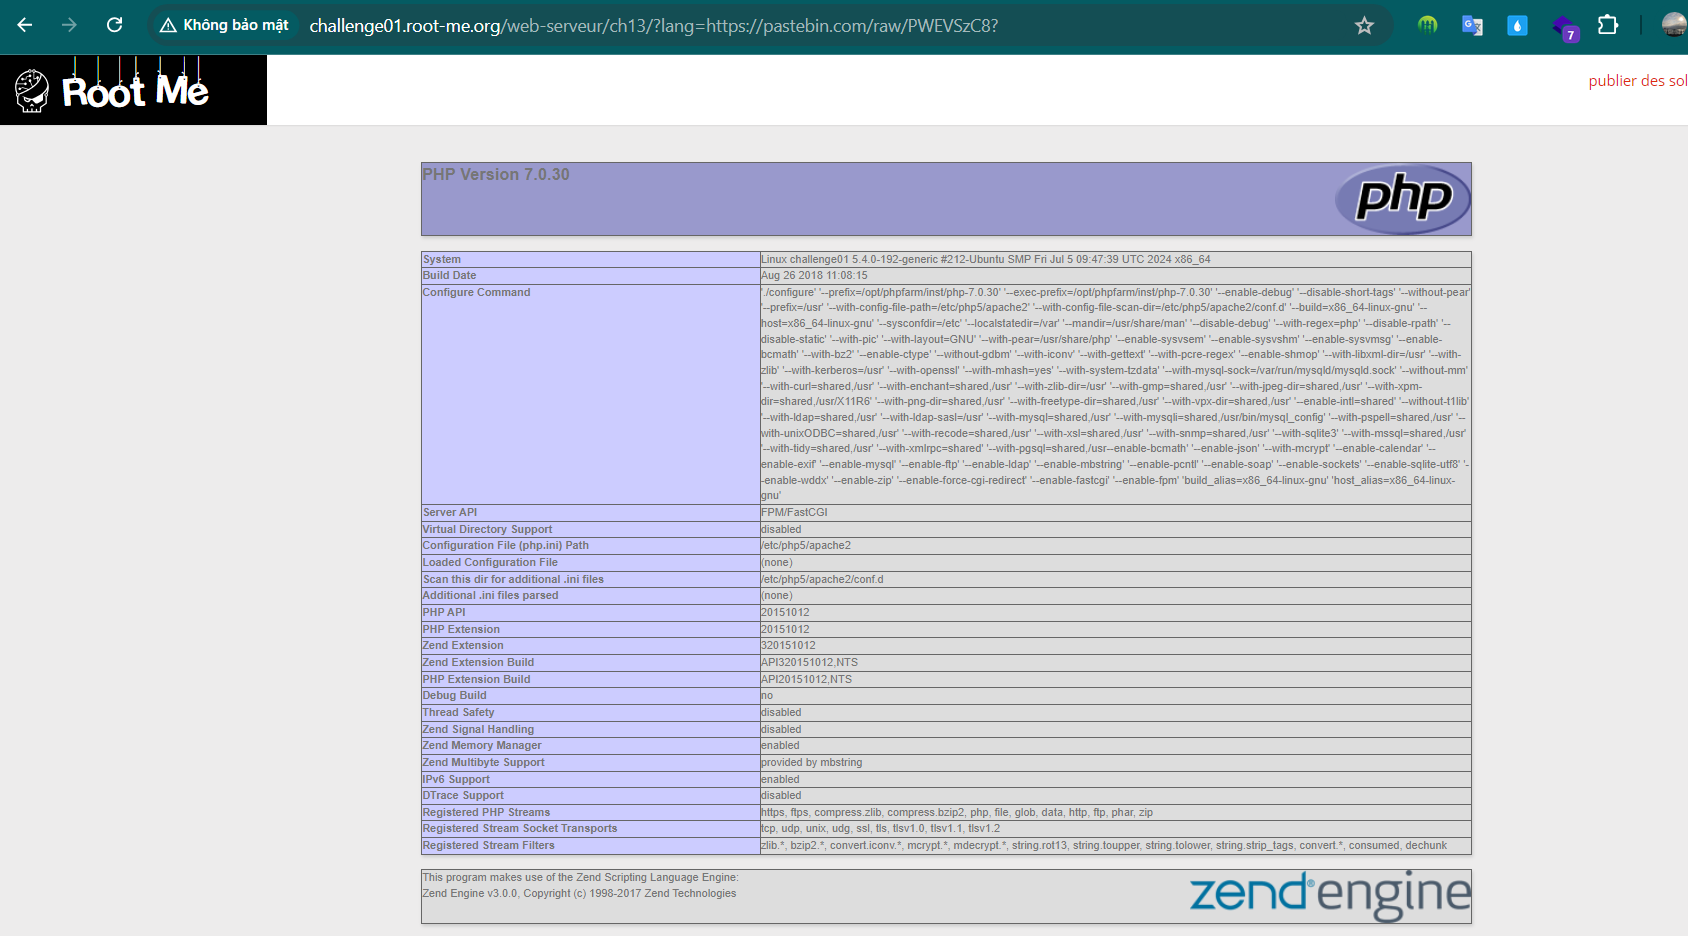 Không bảo mật
challenge01.root-me.org/web-serveur/ch13/?lang=https://pastebin.com/raw/PWEVSzC8?
7
Root Me
publier des sol
PHP Version 7.0.30
php
System Linux challenge01 5.4.0-192-generic #212-Ubuntu SMP Fri Jul 5 09:47:39 UTC 2024 x86_64
Build Date Aug 26 2018 11:08:15
Configure Command './configure' '--prefix=/opt/phpfarm/inst/php-7.0.30' '--exec-prefix=/opt/phpfarm/inst/php-7.0.30' '--enable-debug' '--disable-short-tags' '--without-pear'
'--prefix=/usr' '--with-config-file-path=/etc/php5/apache2' '--with-config-file-scan-dir=/etc/php5/apache2/conf.d' '--build=x86_64-linux-gnu' '--
host=x86_64-linux-gnu' '--sysconfdir=/etc' '--localstatedir=/var' '--mandir=/usr/share/man' '--disable-debug' '--with-regex=php' '--disable-rpath' '--
disable-static' '--with-pic' '--with-layout=GNU' '--with-pear=/usr/share/php' '--enable-sysvsem' '--enable-sysvshm' '--enable-sysvmsg' '--enable-
bcmath' '--with-bz2' '--enable-ctype' '--without-gdbm' '--with-iconv' '--with-gettext' '--with-pcre-regex' '--enable-shmop' '--with-libxml-dir=/usr' '--with-
zlib' '--with-kerberos=/usr' '--with-openssl' '--with-mhash=yes' '--with-system-tzdata' '--with-mysql-sock=/var/run/mysqld/mysqld.sock' '--without-mm'
'--with-curl=shared,/usr' '--with-enchant=shared,/usr' '--with-zlib-dir=/usr' '--with-gmp=shared,/usr' '--with-jpeg-dir=shared,/usr' '--with-xpm-
dir=shared,/usr/X11R6' '--with-png-dir=shared,/usr' '--with-freetype-dir=shared,/usr' '--with-vpx-dir=shared,/usr' '--enable-intl=shared' '--without-t1lib'
'--with-ldap=shared,/usr' '--with-ldap-sasl=/usr' '--with-mysql=shared,/usr' '--with-mysqli=shared,/usr/bin/mysql_config' '--with-pspell=shared,/usr' '--
with-unixODBC=shared,/usr' '--with-recode=shared,/usr' '--with-xsl=shared,/usr' '--with-snmp=shared,/usr' '--with-sqlite3' '--with-mssql=shared,/usr'
'--with-tidy=shared,/usr' '--with-xmlrpc=shared' '--with-pgsql=shared,/usr--enable-bcmath' '--enable-json' '--with-mcrypt' '--enable-calendar' '--
enable-exif' '--enable-mysql' '--enable-ftp' '--enable-ldap' '--enable-mbstring' '--enable-pcntl' '--enable-soap' '--enable-sockets' '--enable-sqlite-utf8' '-
-enable-wddx' '--enable-zip' '--enable-force-cgi-redirect' '--enable-fastcgi' '--enable-fpm' 'build_alias=x86_64-linux-gnu' 'host_alias=x86_64-linux-
gnu'
Server API FPM/FastCGI
Virtual Directory Support disabled
Configuration File (php.ini) Path /etc/php5/apache2
Loaded Configuration File (none)
Scan this dir for additional .ini files /etc/php5/apache2/conf.d
Additional .ini files parsed (none)
PHP API 20151012
PHP Extension 20151012
Zend Extension 320151012
Zend Extension Build API320151012,NTS
PHP Extension Build API20151012,NTS
Debug Build no
Thread Safety disabled
Zend Signal Handling disabled
Zend Memory Manager enabled
Zend Multibyte Support provided by mbstring
IPv6 Support enabled
DTrace Support disabled
Registered PHP Streams https, ftps, compress.zlib, compress.bzip2, php, file, glob, data, http, ftp, phar, zip
Registered Stream Socket Transports tcp, udp, unix, udg, ssl, tls, tlsv1.0, tlsv1.1, tlsv1.2
Registered Stream Filters zlib.*, bzip2.*, convert.iconv.*, mcrypt.*, mdecrypt.*, string.rot13, string.toupper, string.tolower, string.strip_tags, convert.*, consumed, dechunk
This program makes use of the Zend Scripting Language Engine:
Zend Engine v3.0.0, Copyright (c) 1998-2017 Zend Technologies
zend®engine